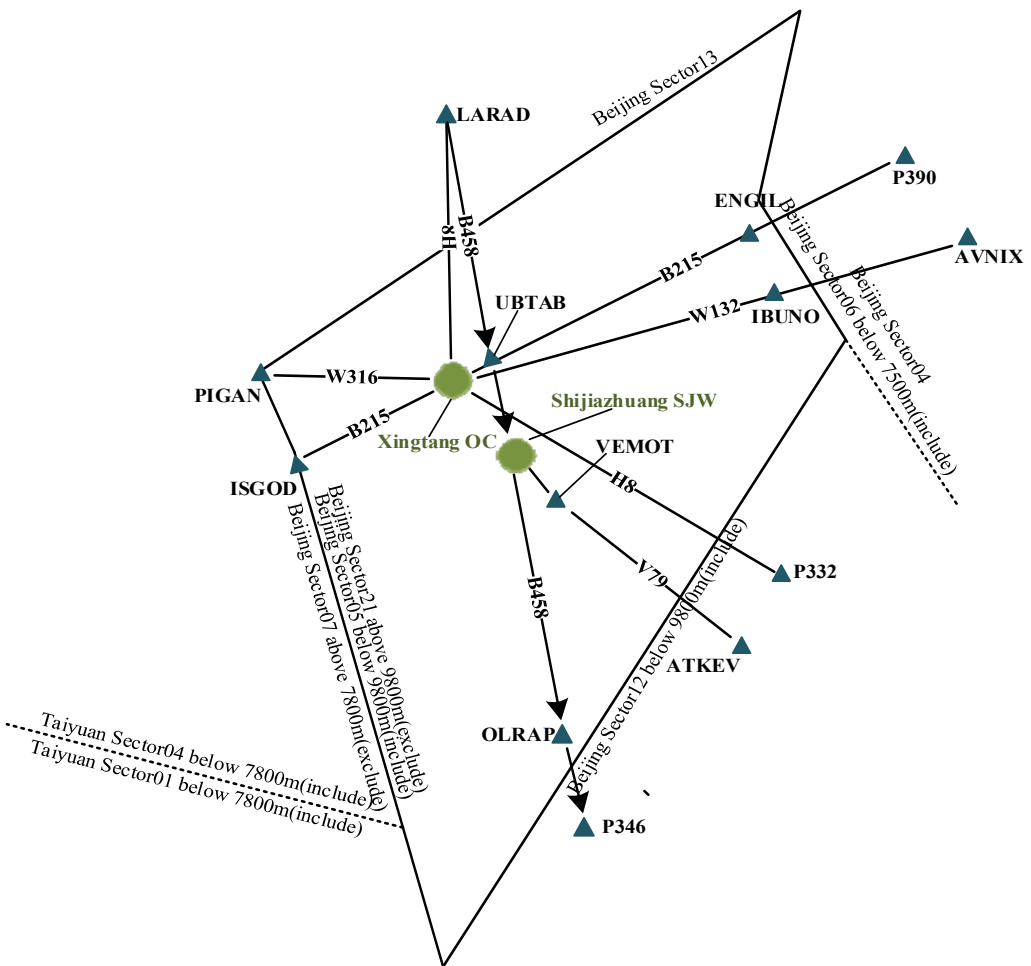 Beijing Sector13
LARAD
P390
ENGIL
B458
H8
B215
AVNIX
Beijing Sector04
Beijing Sector06 below 7500m(include)
UBTAB
W132
IBUNO
W316
PIGAN
Shijiazhuang SJW
B215
Xingtang OC
VEMOT
ISGOD
H8
Beijing Sector21 above 9800m(exclude)
Beijing Sector05 below 9800m(include)
Beijing Sector07 above 7800m(exclude)
P332
V79
B458
ATKEV
Beijing Sector12 below 9800m(include)
Taiyuan Sector04 below 7800m(include)
Taiyuan Sector01 below 7800m(include)
OLRAP
P346